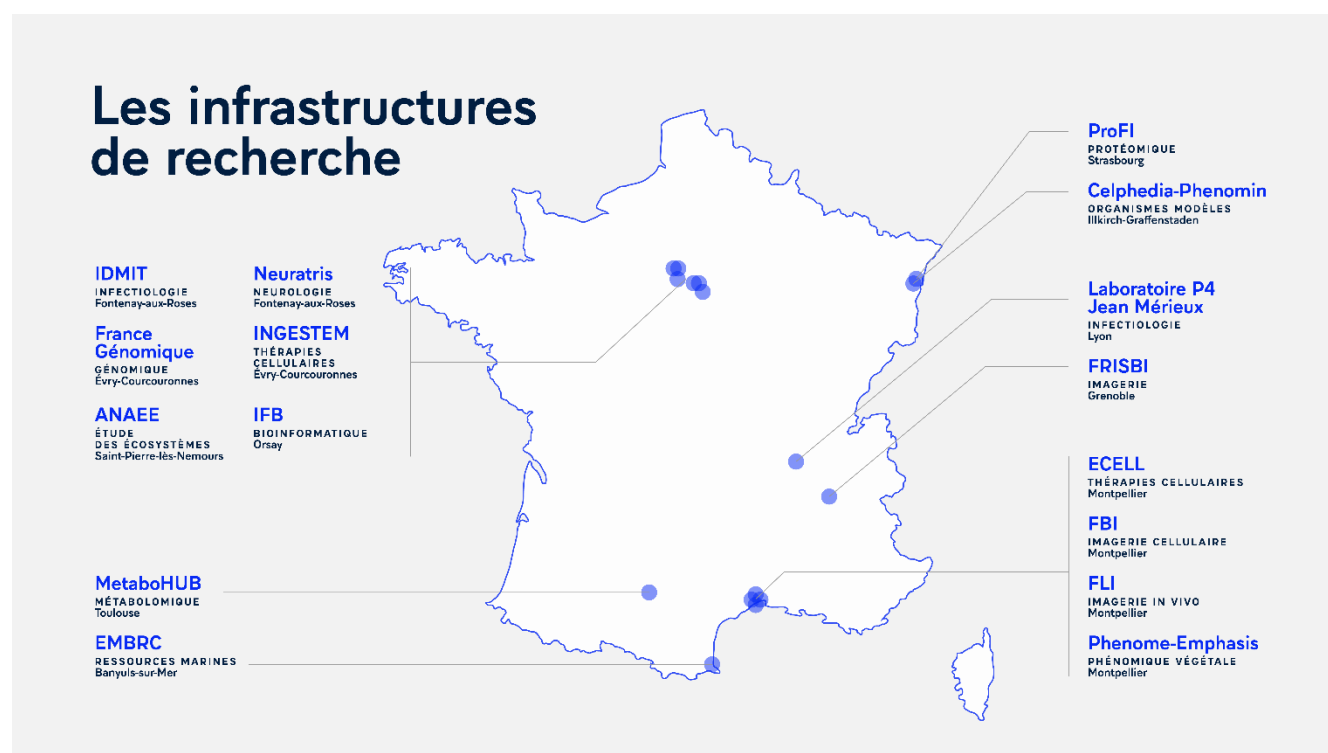 Les infrastructures
de recherche
IDMIT
INFECTIOLOGIE
Fontenay-aux-Roses
Neuratris
NEUROLOGIE
Fontenay-aux-Roses
France
Génomique
GÉNOMIQUE
Évry-Courcouronnes
INGESTEM
THÉRAPIES
CELLULAIRES
Évry-Courcouronnes
ANAEE
ÉTUDE
DES ÉCOSYSTÈMES
Saint-Pierre-lès-Nemours
IFB
BIOINFORMATIQUE
Orsay
MetaboHUB
MÉTABOLOMIQUE
Toulouse
EMBRC
RESSOURCES MARINES
Banyuls-sur-Mer
ProFI
PROTÉOMIQUE
Strasbourg
Celphedia-Phenomin
ORGANISMES MODÈLES
Illkirch-Graffenstaden
Laboratoire P4
Jean Mérieux
INFECTIOLOGIE
Lyon
FRISBI
IMAGERIE
Grenoble
ECELL
THÉRAPIES CELLULAIRES
Montpellier
FBI
IMAGERIE CELLULAIRE
Montpellier
FLI
IMAGERIE IN VIVO
Montpellier
Phenome-Emphasis
PHÉNOMIQUE VÉGÉTALE
Montpellier